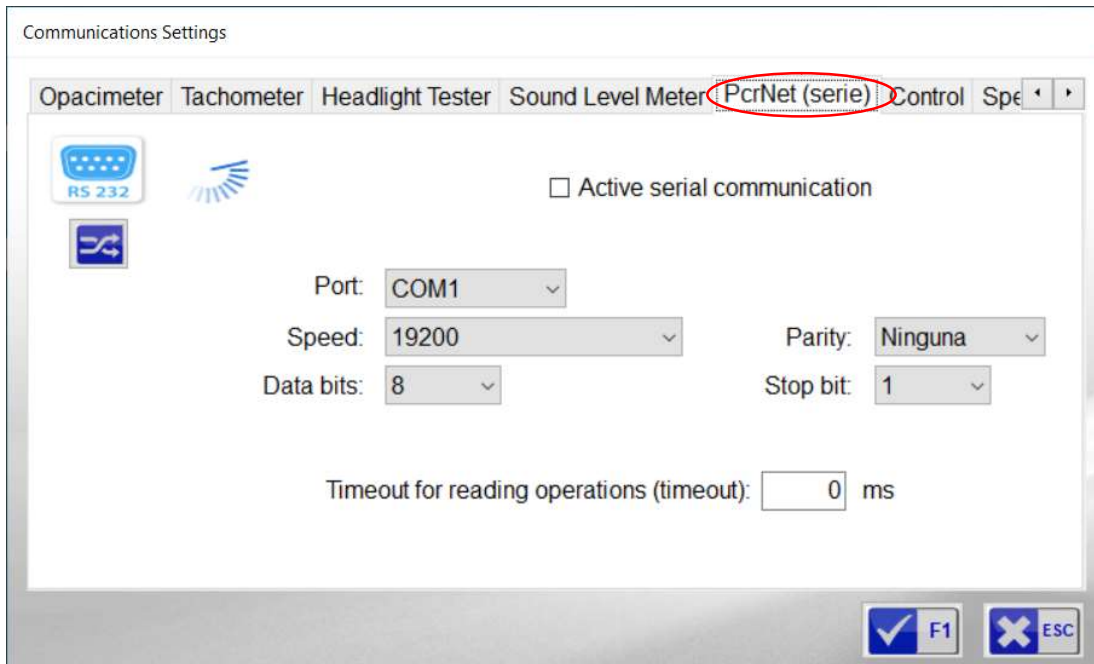 Communications Settings
Opacimeter Tachometer Headlight Tester Sound Level Meter PcrNet (serie) Control Spe
RS 232
Active serial communication
Port: COM1
Speed: 19200 Parity: Ninguna
Data bits: 8 Stop bit: 1
Timeout for reading operations (timeout): 0 ms
F1 ESC